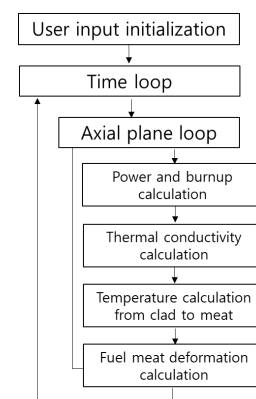 User input initialization
Time loop
Axial plane loop
Power and burnup
calculation
Thermal conductivity
calculation
Temperature calculation
from clad to meat
Fuel meat deformation
calculation